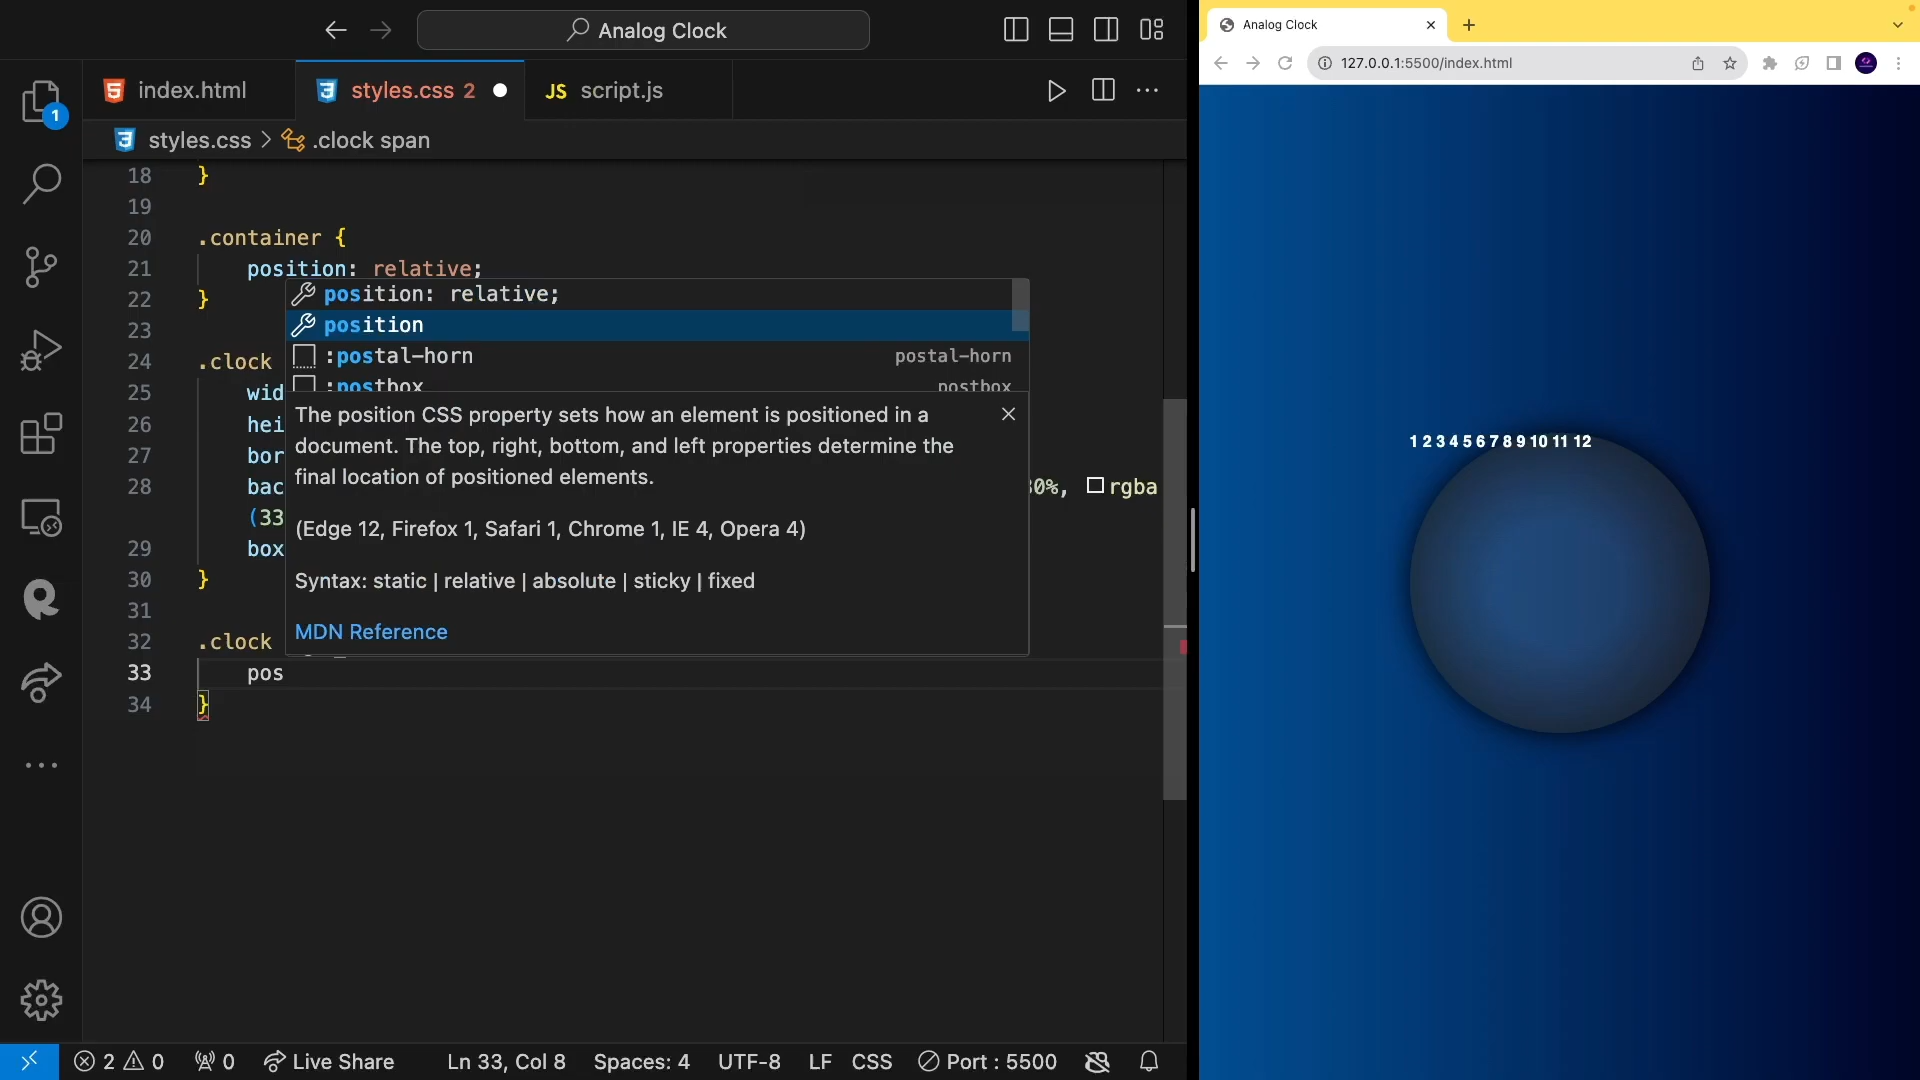 Analog Clock
index.html
styles.css 2
JS script.js
1
styles.css > .clock span
18 }
19
20 .container {
21 position: relative;
22 }
23
24 .clock
25 wid
26 hei
27 bor
28 bac 30%, rgba
(33
29 box
30 }
31
32 .clock
33 pos
34 }
position: relative;
position
:postal-horn postal-horn
:postbox postbox
The position CSS property sets how an element is positioned in a
document. The top, right, bottom, and left properties determine the
final location of positioned elements.
(Edge 12, Firefox 1, Safari 1, Chrome 1, IE 4, Opera 4)
Syntax: static | relative | absolute | sticky | fixed
MDN Reference
2 0 0 Live Share Ln 33, Col 8 Spaces: 4 UTF-8 LF CSS Port : 5500
Analog Clock
127.0.0.1:5500/index.html
1 2 3 4 5 6 7 8 9 10 11 12